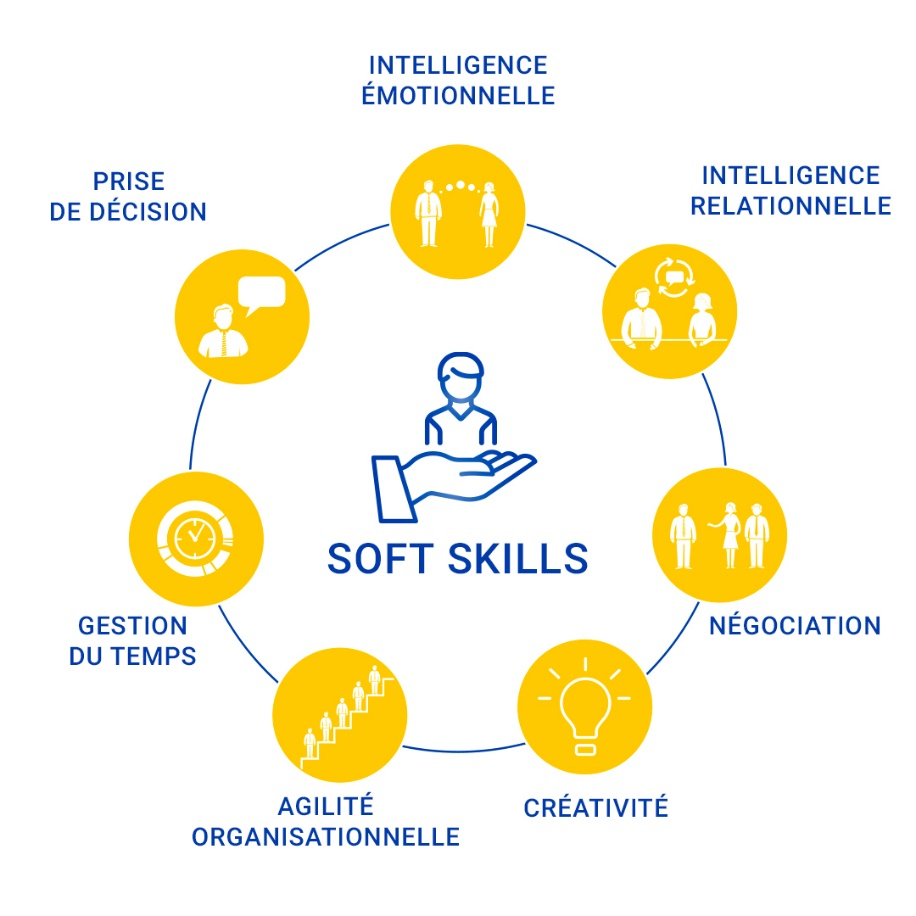 INTELLIGENCE
ÉMOTIONNELLE
PRISE
DE DÉCISION
INTELLIGENCE
RELATIONNELLE
SOFT SKILLS
GESTION
DU TEMPS
NÉGOCIATION
AGILITÉ
ORGANISATIONNELLE
CRÉATIVITÉ